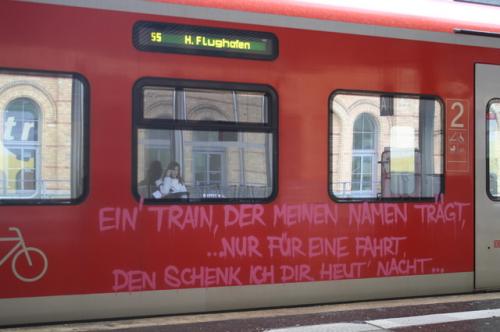 S5 H. Flughafen
tr
2
EIN' TRAIN, DER MEINEN NAMEN TRÄGT,
...NUR FÜR EINE FAHRT,
DEN SCHENK ICH DIR HEUT' NACHT...